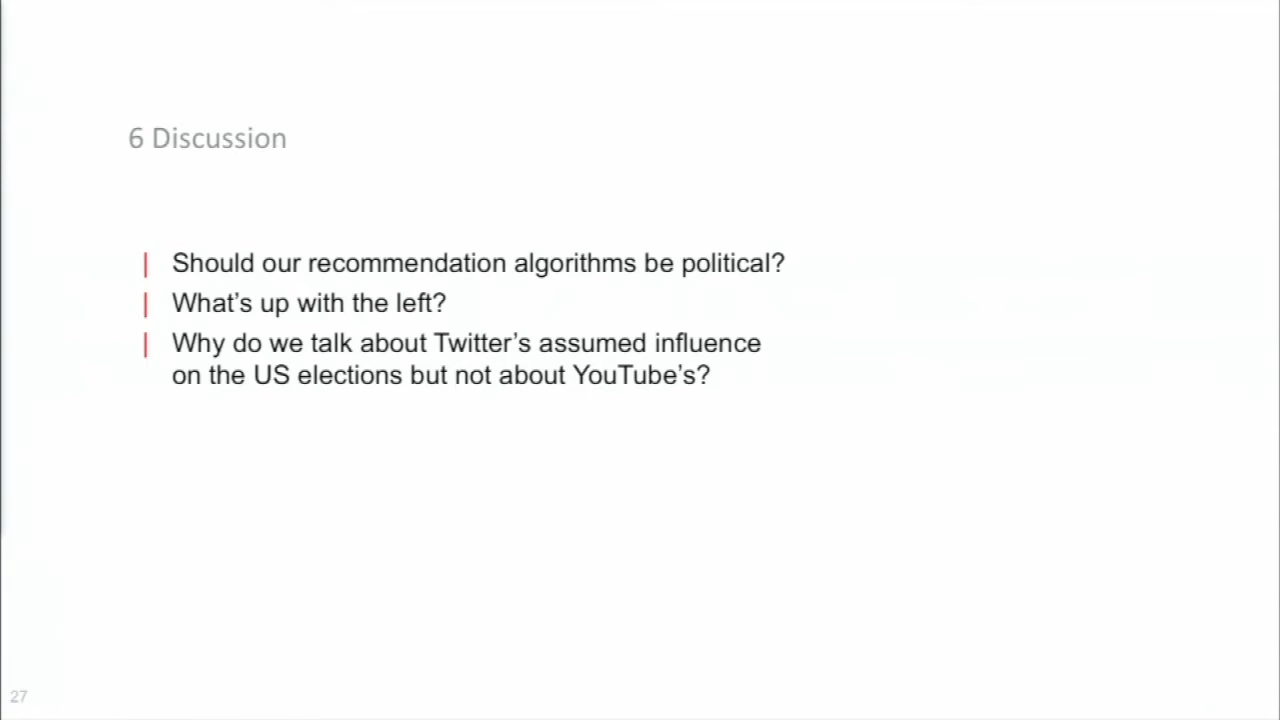 6 Discussion
| Should our recommendation algorithms be political?
| What’s up with the left?
| Why do we talk about Twitter’s assumed influence
on the US elections but not about YouTube’s?
27